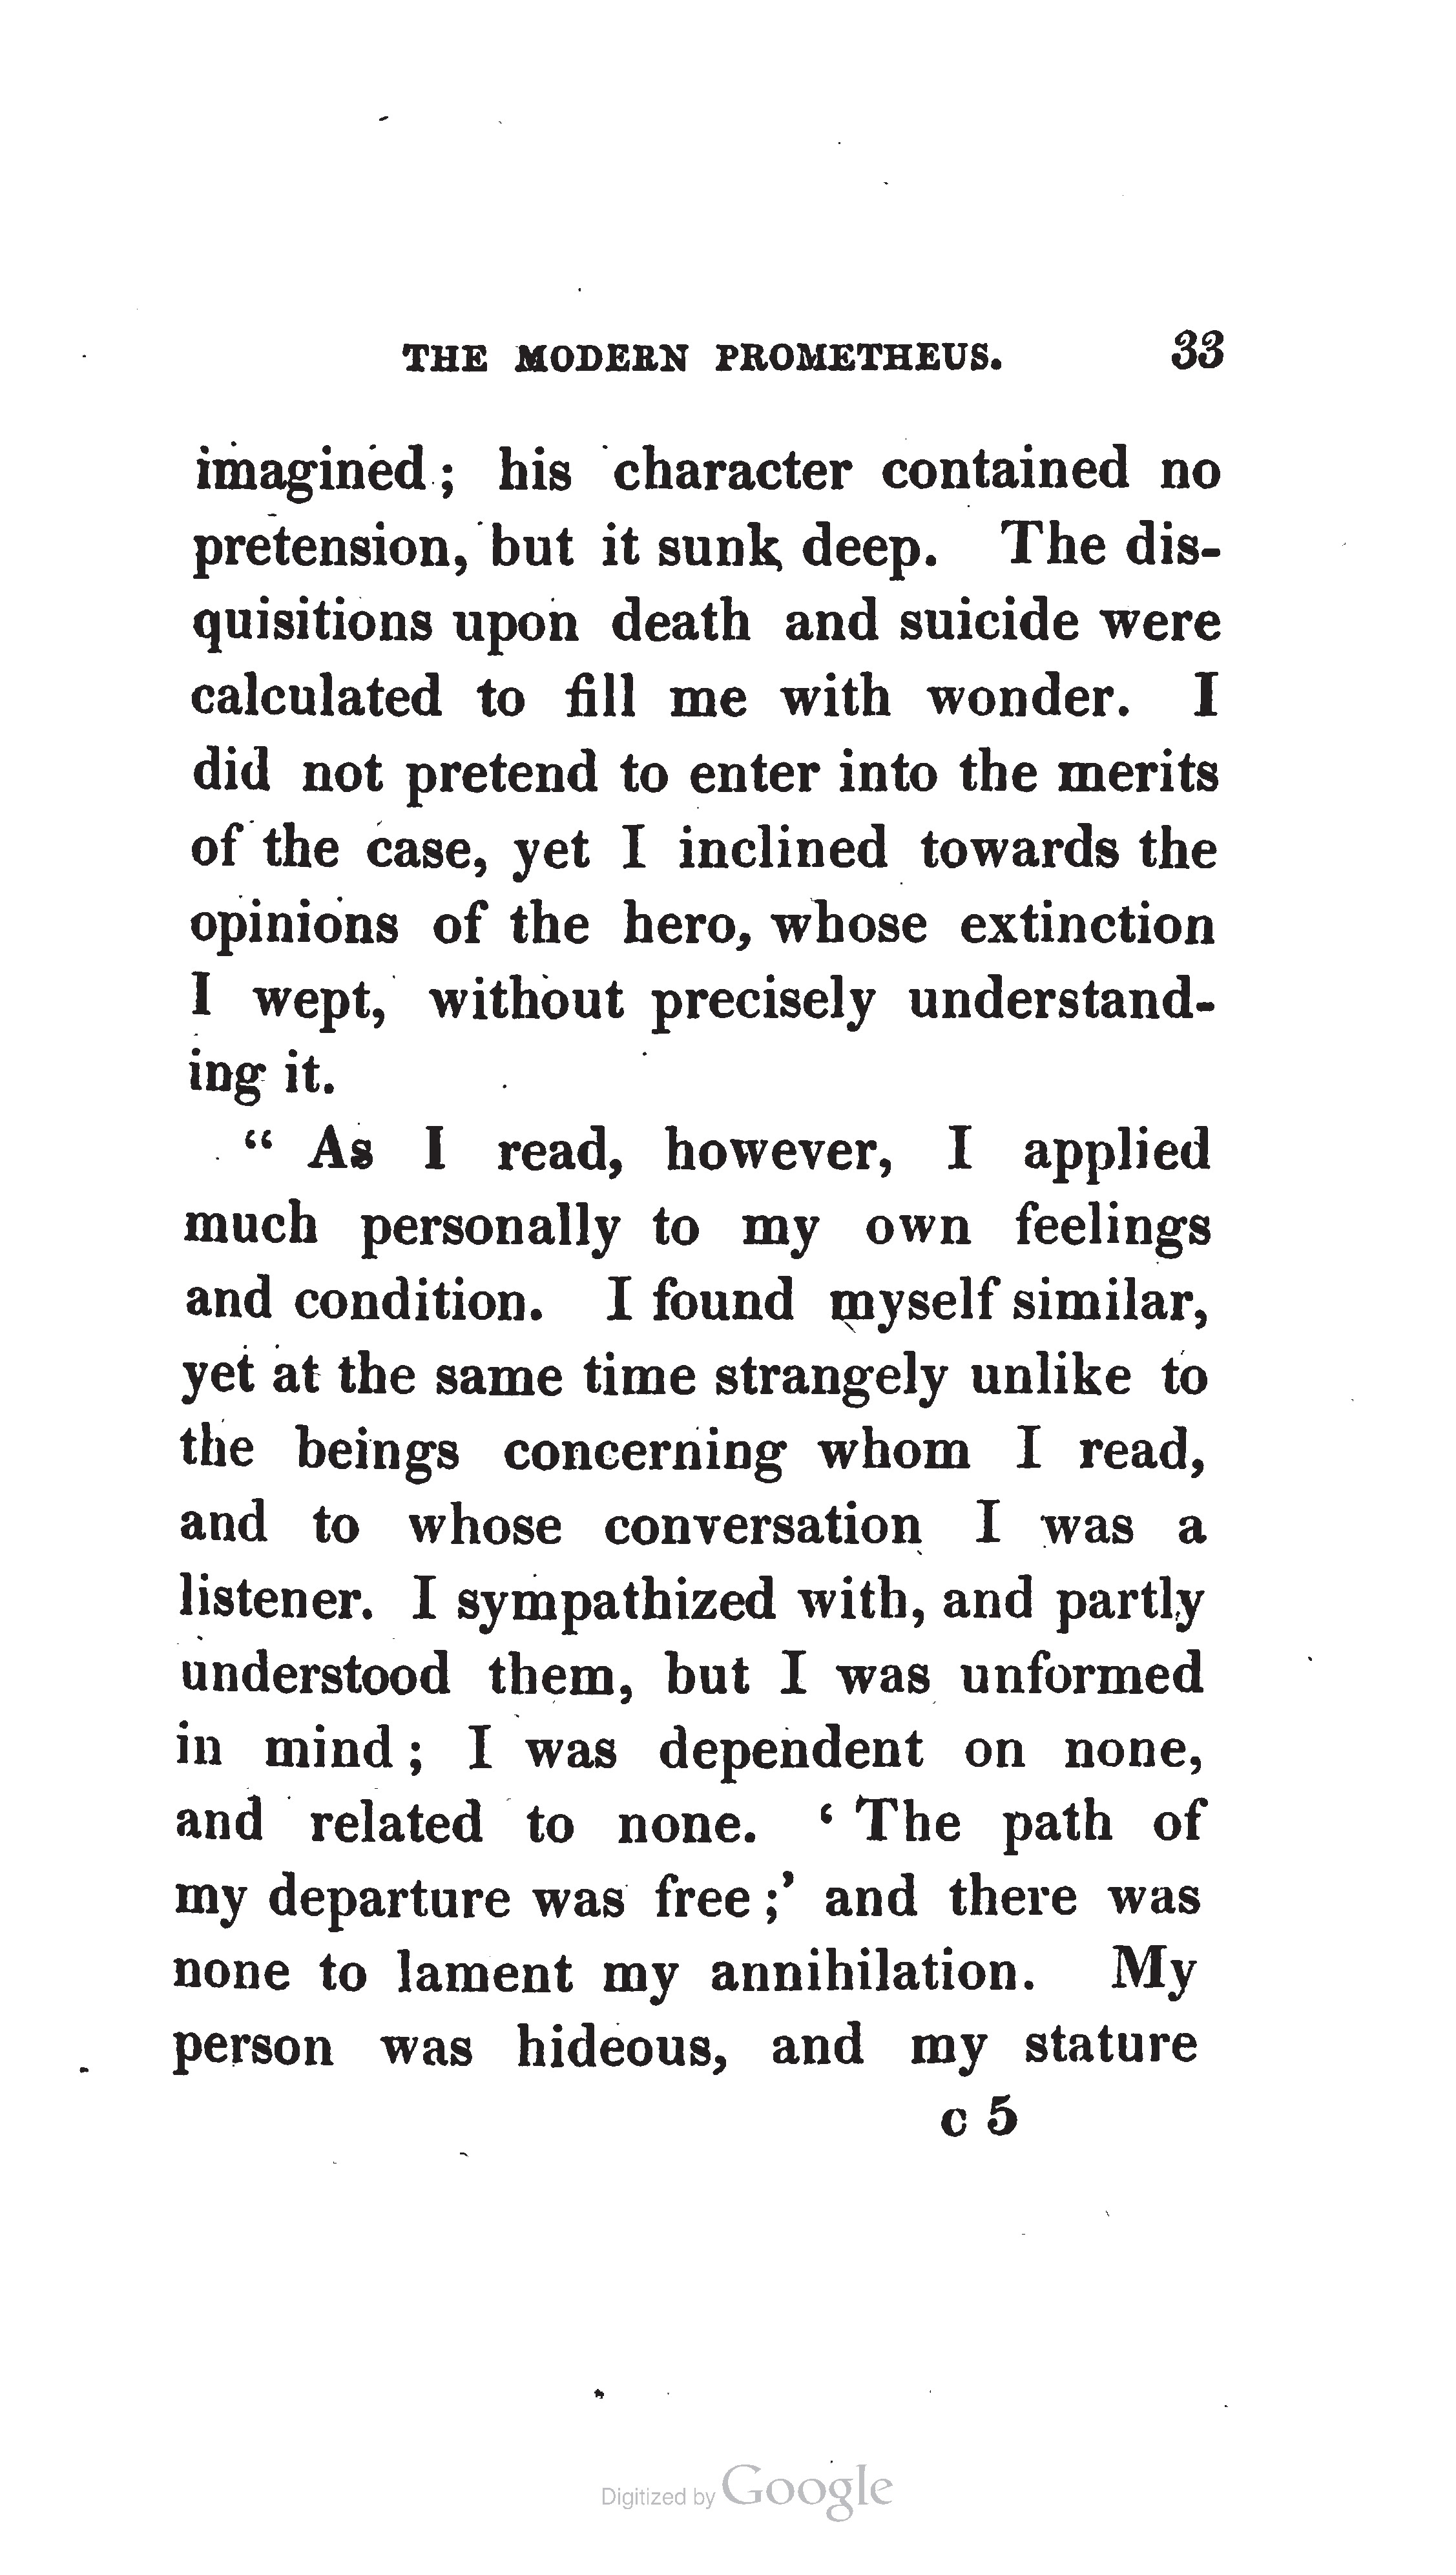 THE MODERN PROMETHEUS. 33
imagined; his character contained no
pretension, but it sunk deep. The dis-
quisitions upon death and suicide were
calculated to fill me with wonder. I
did not pretend to enter into the merits
of the case, yet I inclined towards the
opinions of the hero, whose extinction
I wept, without precisely understand-
ing it.
“ As I read, however, I applied
much personally to my own feelings
and condition. I found myself similar,
yet at the same time strangely unlike to
the beings concerning whom I read,
and to whose conversation I was a
listener. I sympathized with, and partly
understood them, but I was unformed
in mind; I was dependent on none,
and related to none. ‘ The path of
my departure was free;’ and there was
none to lament my annihilation. My
person was hideous, and my stature
c 5
Digitized by Google